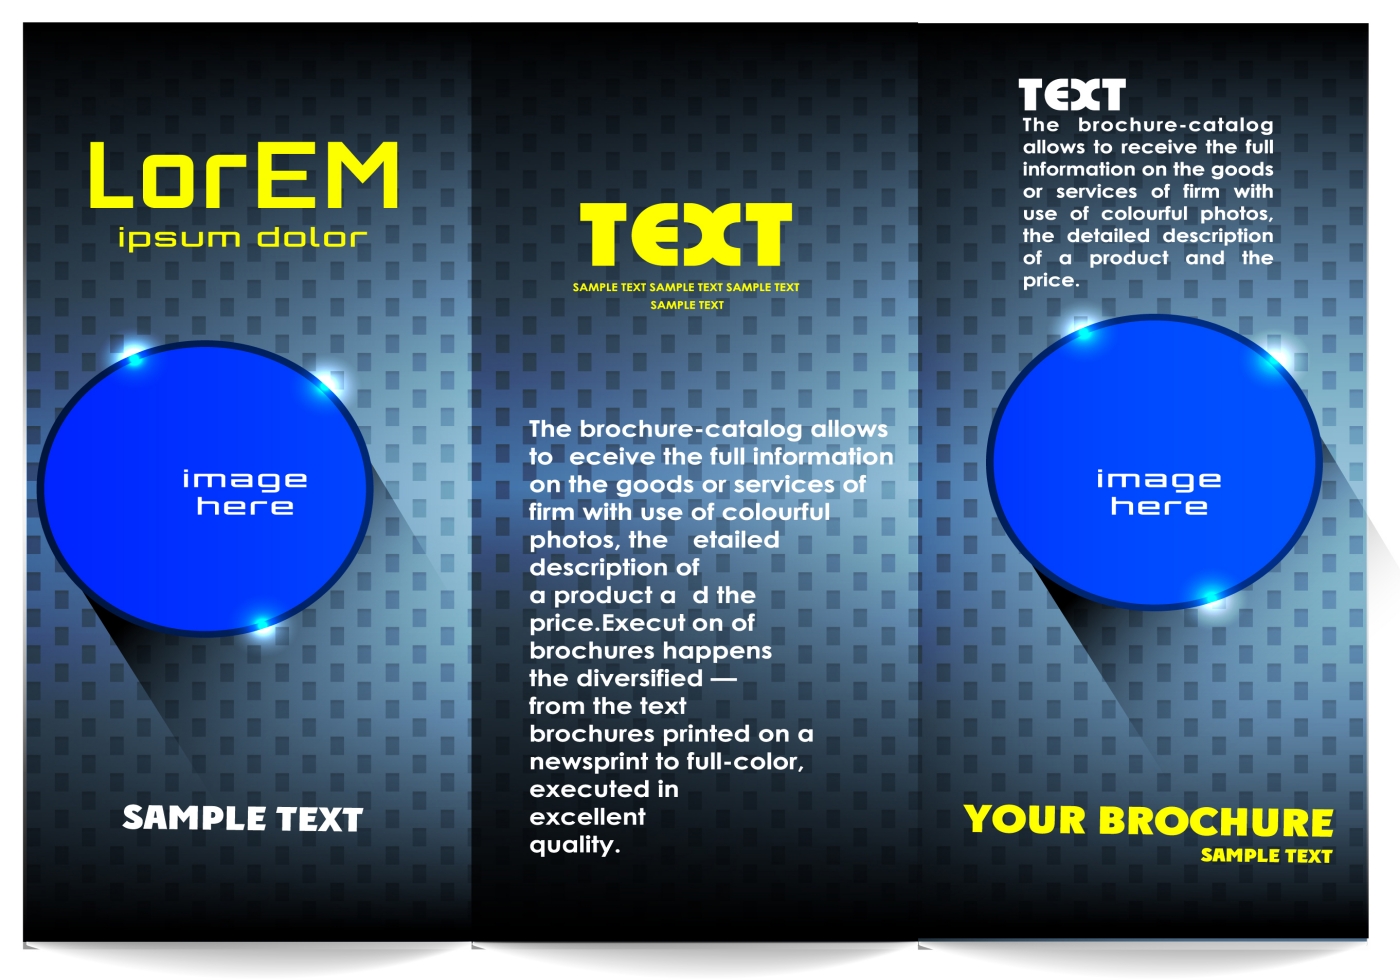 LorEM
ipsum dolor
image
here
SAMPLE TEXT
TEXT
SAMPLE TEXT SAMPLE TEXT SAMPLE TEXT
SAMPLE TEXT
The brochure-catalog allows
to eceive the full information
on the goods or services of
firm with use of colourful
photos, the etailed
description of
a product a d the
price.Execut on of
brochures happens
the diversified —
from the text
brochures printed on a
newsprint to full-color,
executed in
excellent
quality.
TEXT
The brochure-catalog
allows to receive the full
information on the goods
or services of firm with
use of colourful photos,
the detailed description
of a product and the
price.
image
here
YOUR BROCHURE
SAMPLE TEXT